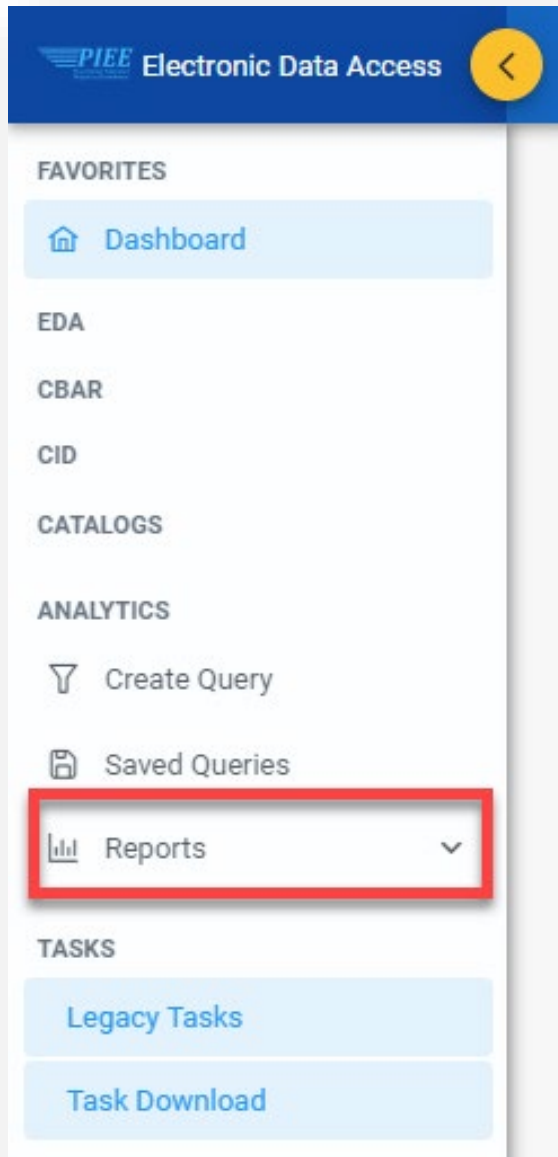 PIEE Electronic Data Access
FAVORITES
Dashboard
EDA
CBAR
CID
CATALOGS
ANALYTICS
Create Query
Saved Queries
Reports
TASKS
Legacy Tasks
Task Download